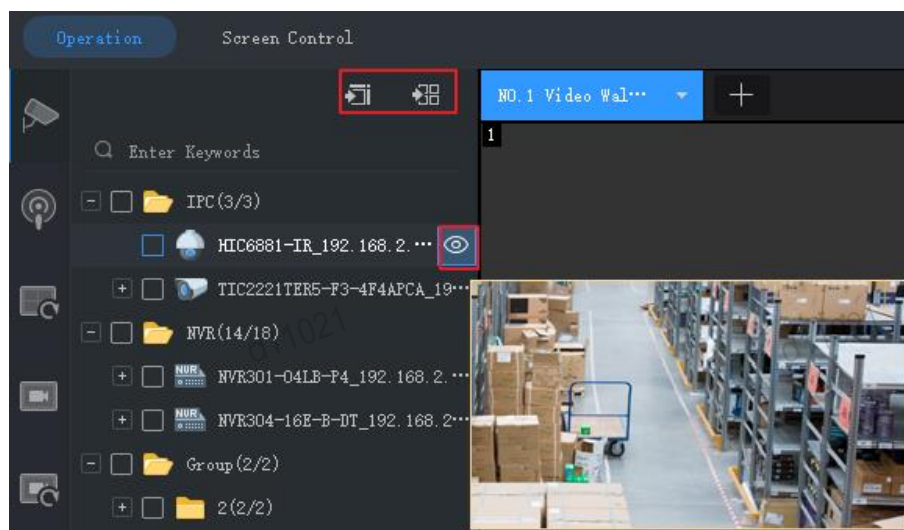 Operation Screen Control
NO.1 Video Wal···
1
Enter Keywords
IPC(3/3)
HIC6881-IR_192.168.2.···
TIC2221TER5-F3-4F4APCA_19···
NVR(14/18)
NVR
NVR301-04LB-P4_192.168.2.···
NVR
NVR304-16E-B-DT_192.168.2···
Group(2/2)
2(2/2)